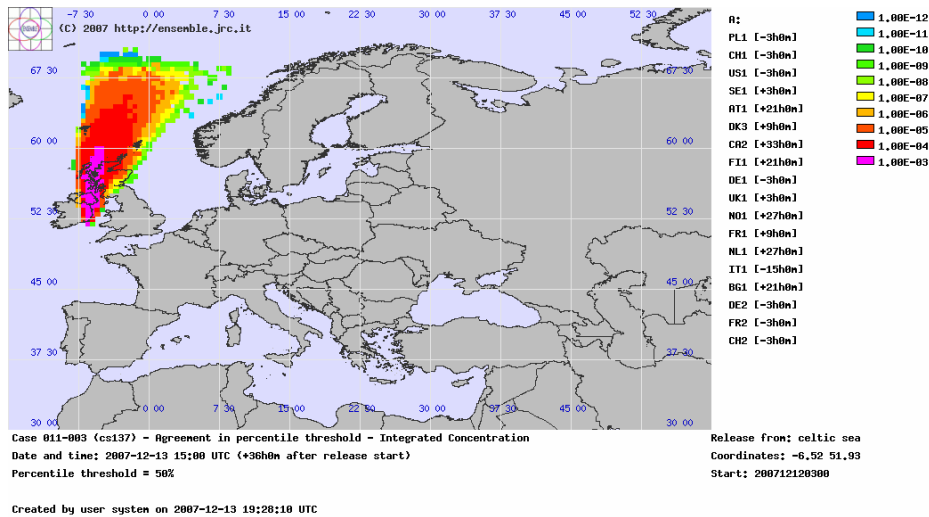 -7 30 0 00 7 30 15 00 22 30 30 00 37 30 45 00 52 30
(C) 2007 http://ensemble.jrc.it
67 30 67 30
60 00 60 00
52 30 52 30
45 00 45 00
37 30 37 30
0 00 7 30 15 00 22 30 30 00 37 30 45 00
30 00 30 00
A:
PL1 [-3h0m]
CH1 [-3h0m]
US1 [-3h0m]
SE1 [+3h0m]
AT1 [+21h0m]
DK3 [+9h0m]
CA2 [+33h0m]
FI1 [+21h0m]
DE1 [-3h0m]
UK1 [+3h0m]
NO1 [+27h0m]
FR1 [+9h0m]
NL1 [+27h0m]
IT1 [-15h0m]
BG1 [+21h0m]
DE2 [-3h0m]
FR2 [-3h0m]
CH2 [-3h0m]
1.00E-12
1.00E-11
1.00E-10
1.00E-09
1.00E-08
1.00E-07
1.00E-06
1.00E-05
1.00E-04
1.00E-03
Case 011-003 (cs137) - Agreement in percentile threshold - Integrated Concentration
Date and time: 2007-12-13 15:00 UTC (+36h0m after release start)
Percentile threshold = 50%
Created by user system on 2007-12-13 19:28:10 UTC
Release from: celtic sea
Coordinates: -6.52 51.93
Start: 200712120300